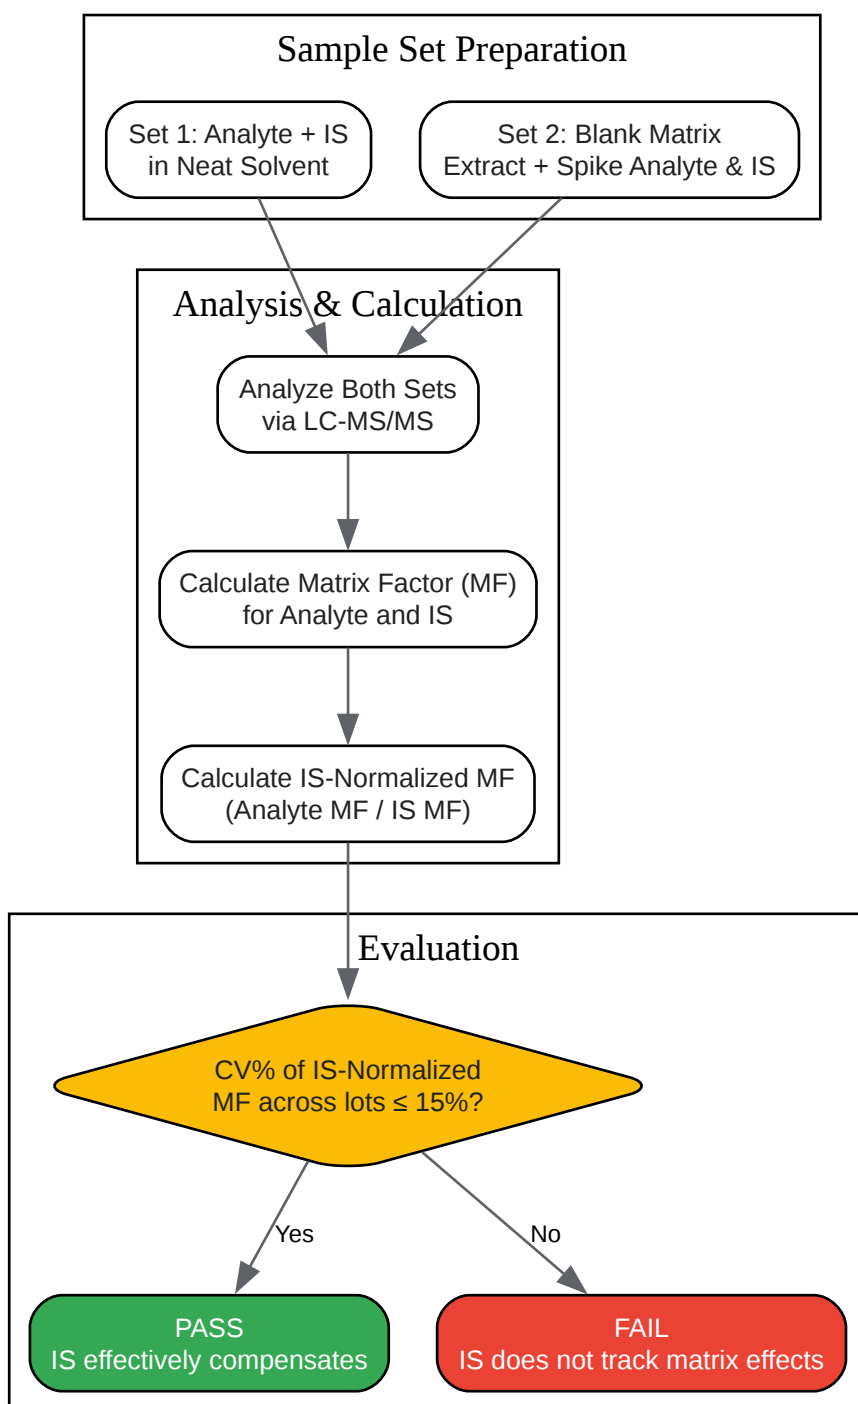 Sample Set Preparation
Set 1: Analyte + IS
in Neat Solvent
Set 2: Blank Matrix
Extract + Spike Analyte & IS
Analysis & Calculation
Analyze Both Sets
via LC-MS/MS
Calculate Matrix Factor (MF)
for Analyte and IS
Calculate IS-Normalized MF
(Analyte MF / IS MF)
Evaluation
CV% of IS-Normalized
MF across lots ≤ 15%?
Yes
No
PASS
IS effectively compensates
FAIL
IS does not track matrix effects